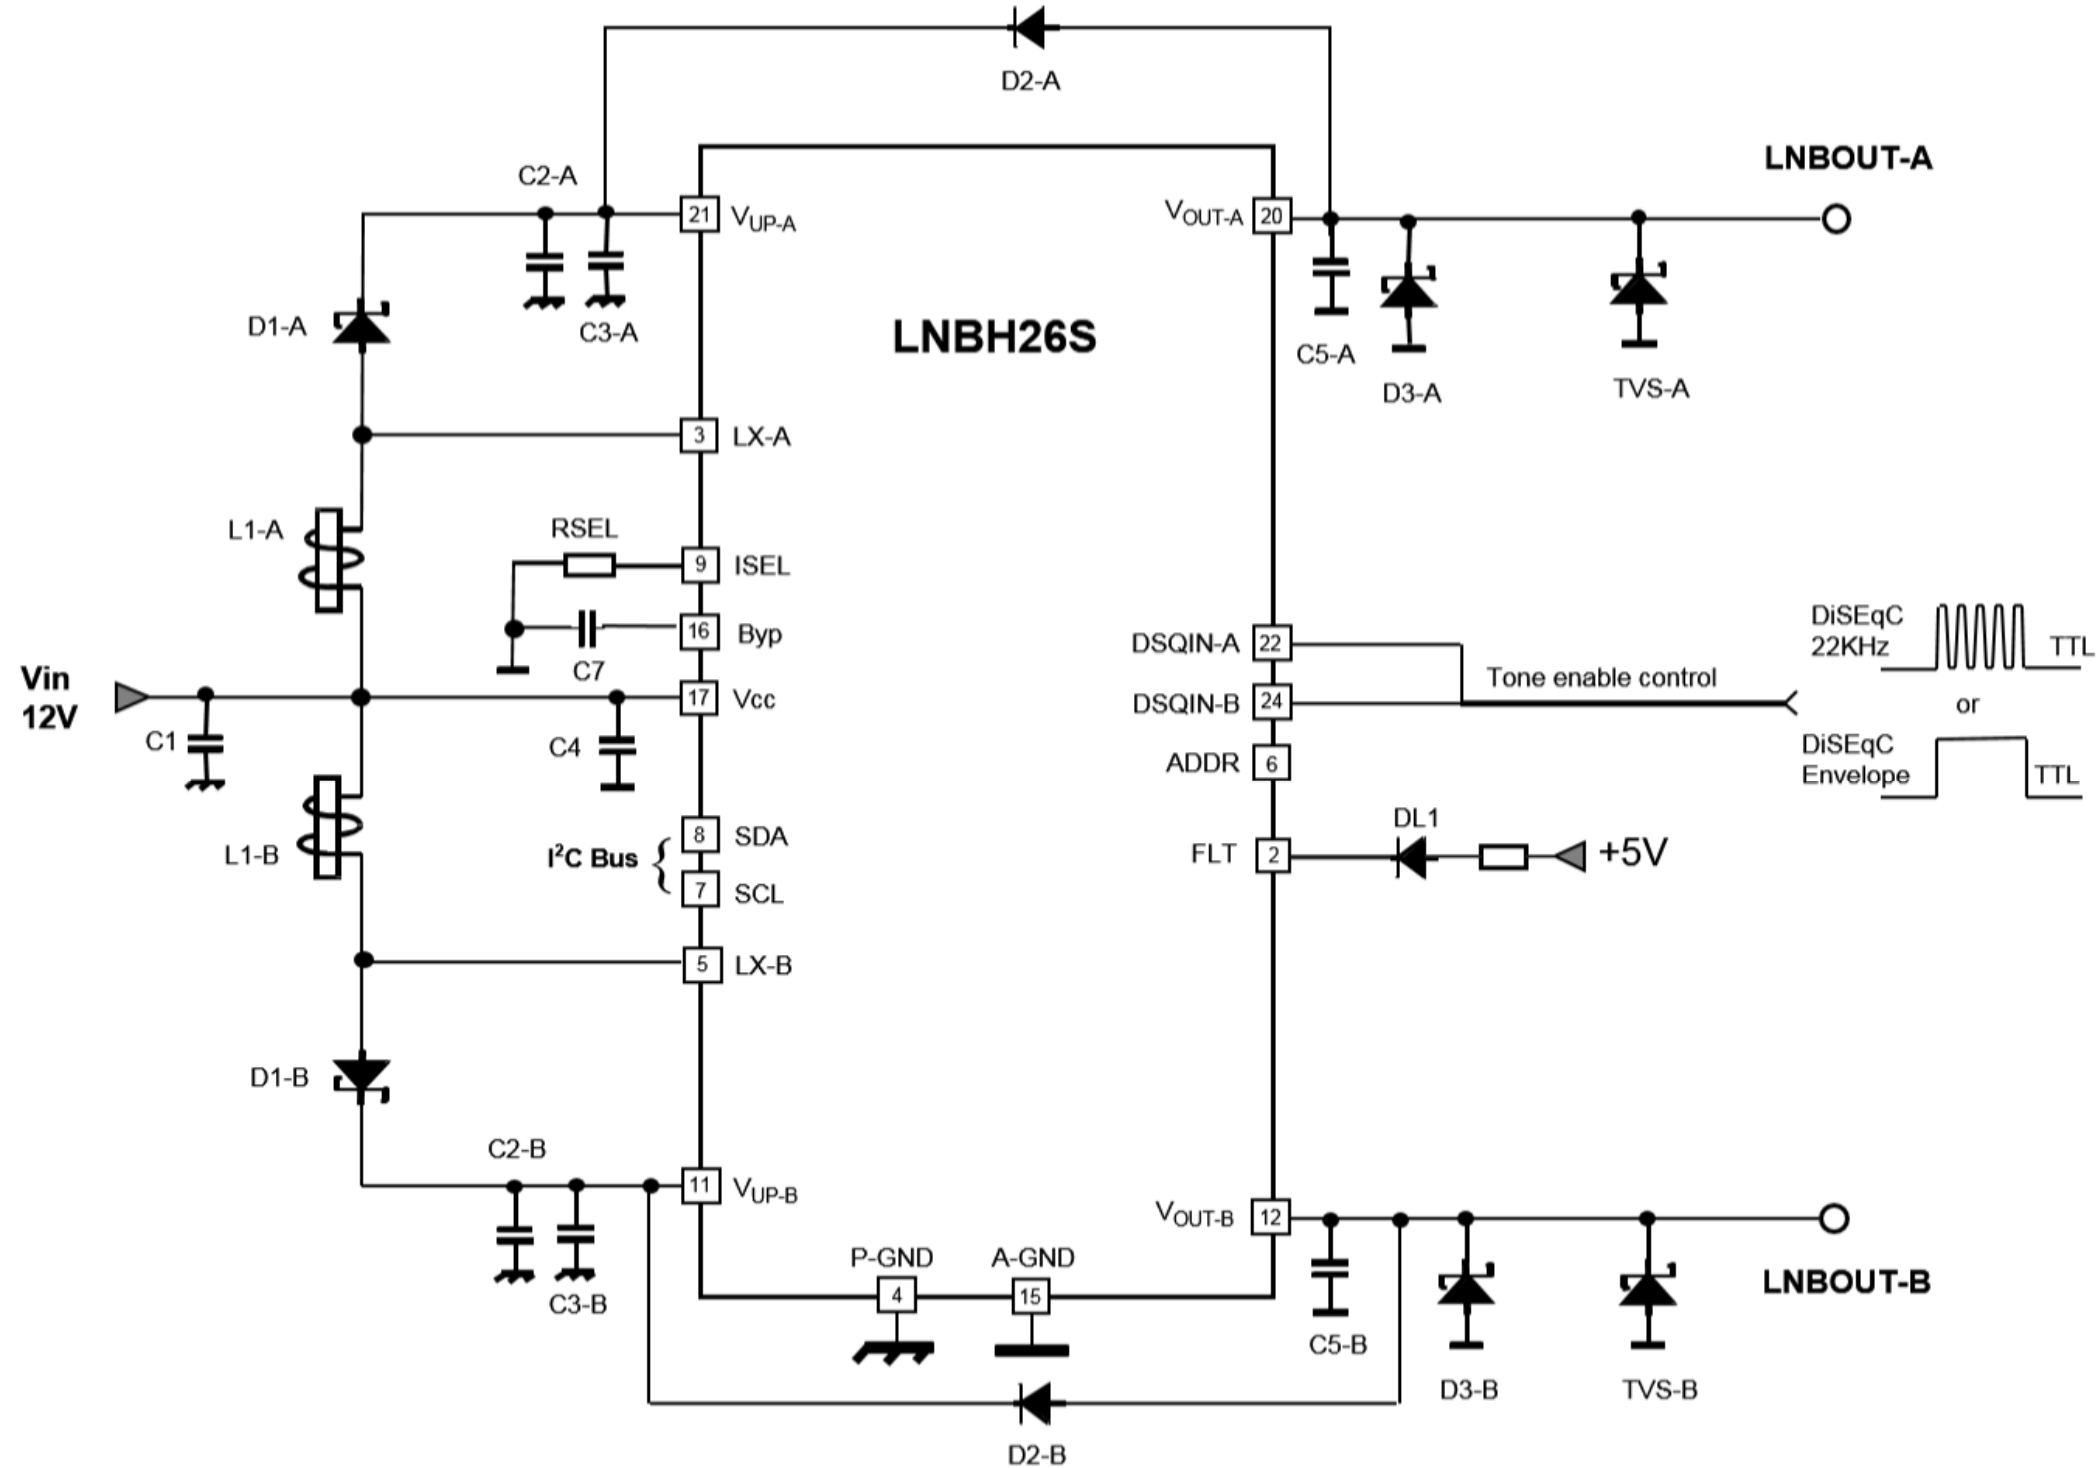 D2-A
LNBOUT-A
C2-A
21 VUP-A
VOUT-A 20
D1-A
C3-A
LNBH26S
C5-A
D3-A
TVS-A
3 LX-A
L1-A
RSEL
9 ISEL
16 Byp
C7
DSQIN-A 22
DiSEqC
22KHz
TTL
Vin
12V
17 Vcc
DSQIN-B 24
Tone enable control
or
C1
C4
ADDR 6
DiSEqC
Envelope
TTL
L1-B
I²C Bus {
8 SDA
7 SCL
FLT 2
DL1
+5V
5 LX-B
D1-B
C2-B
11 VUP-B
VOUT-B 12
C3-B
P-GND
4
A-GND
15
C5-B
LNBOUT-B
D3-B
TVS-B
D2-B